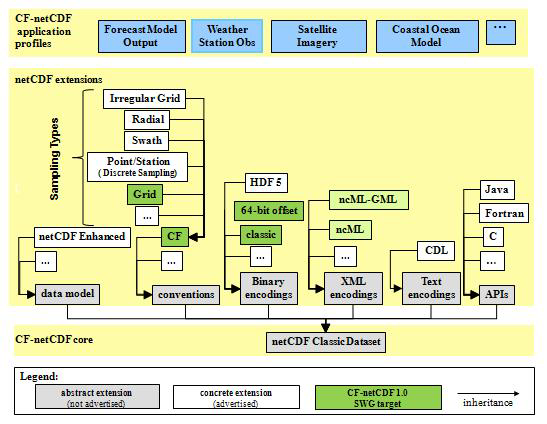 CF-netCDF
application
profiles
Forecast Model
Output
Weather
Station Obs
Satellite
Imagery
Coastal Ocean
Model
...
netCDF extensions
Sampling Types
Irregular Grid
Radial
Swath
Point/Station
(Discrete Sampling)
Grid
...
netCDF Enhanced
...
data model
CF
...
conventions
HDF 5
64-bit offset
classic
...
Binary
encodings
ncML-GML
ncML
...
XML
encodings
CDL
Text
encodings
Java
Fortran
C
...
APIs
CF-netCDF core
netCDF Classic Dataset
Legend:
abstract extension
(not advertised)
concrete extension
(advertised)
CF-netCDF 1.0
SWG target
inheritance